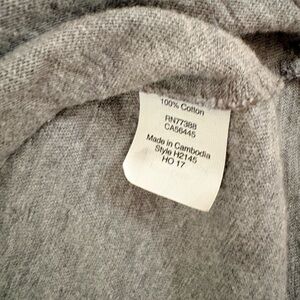 100% Cotton
RN77388
CA56445
Made in Cambodia
Style H2145
HO 17